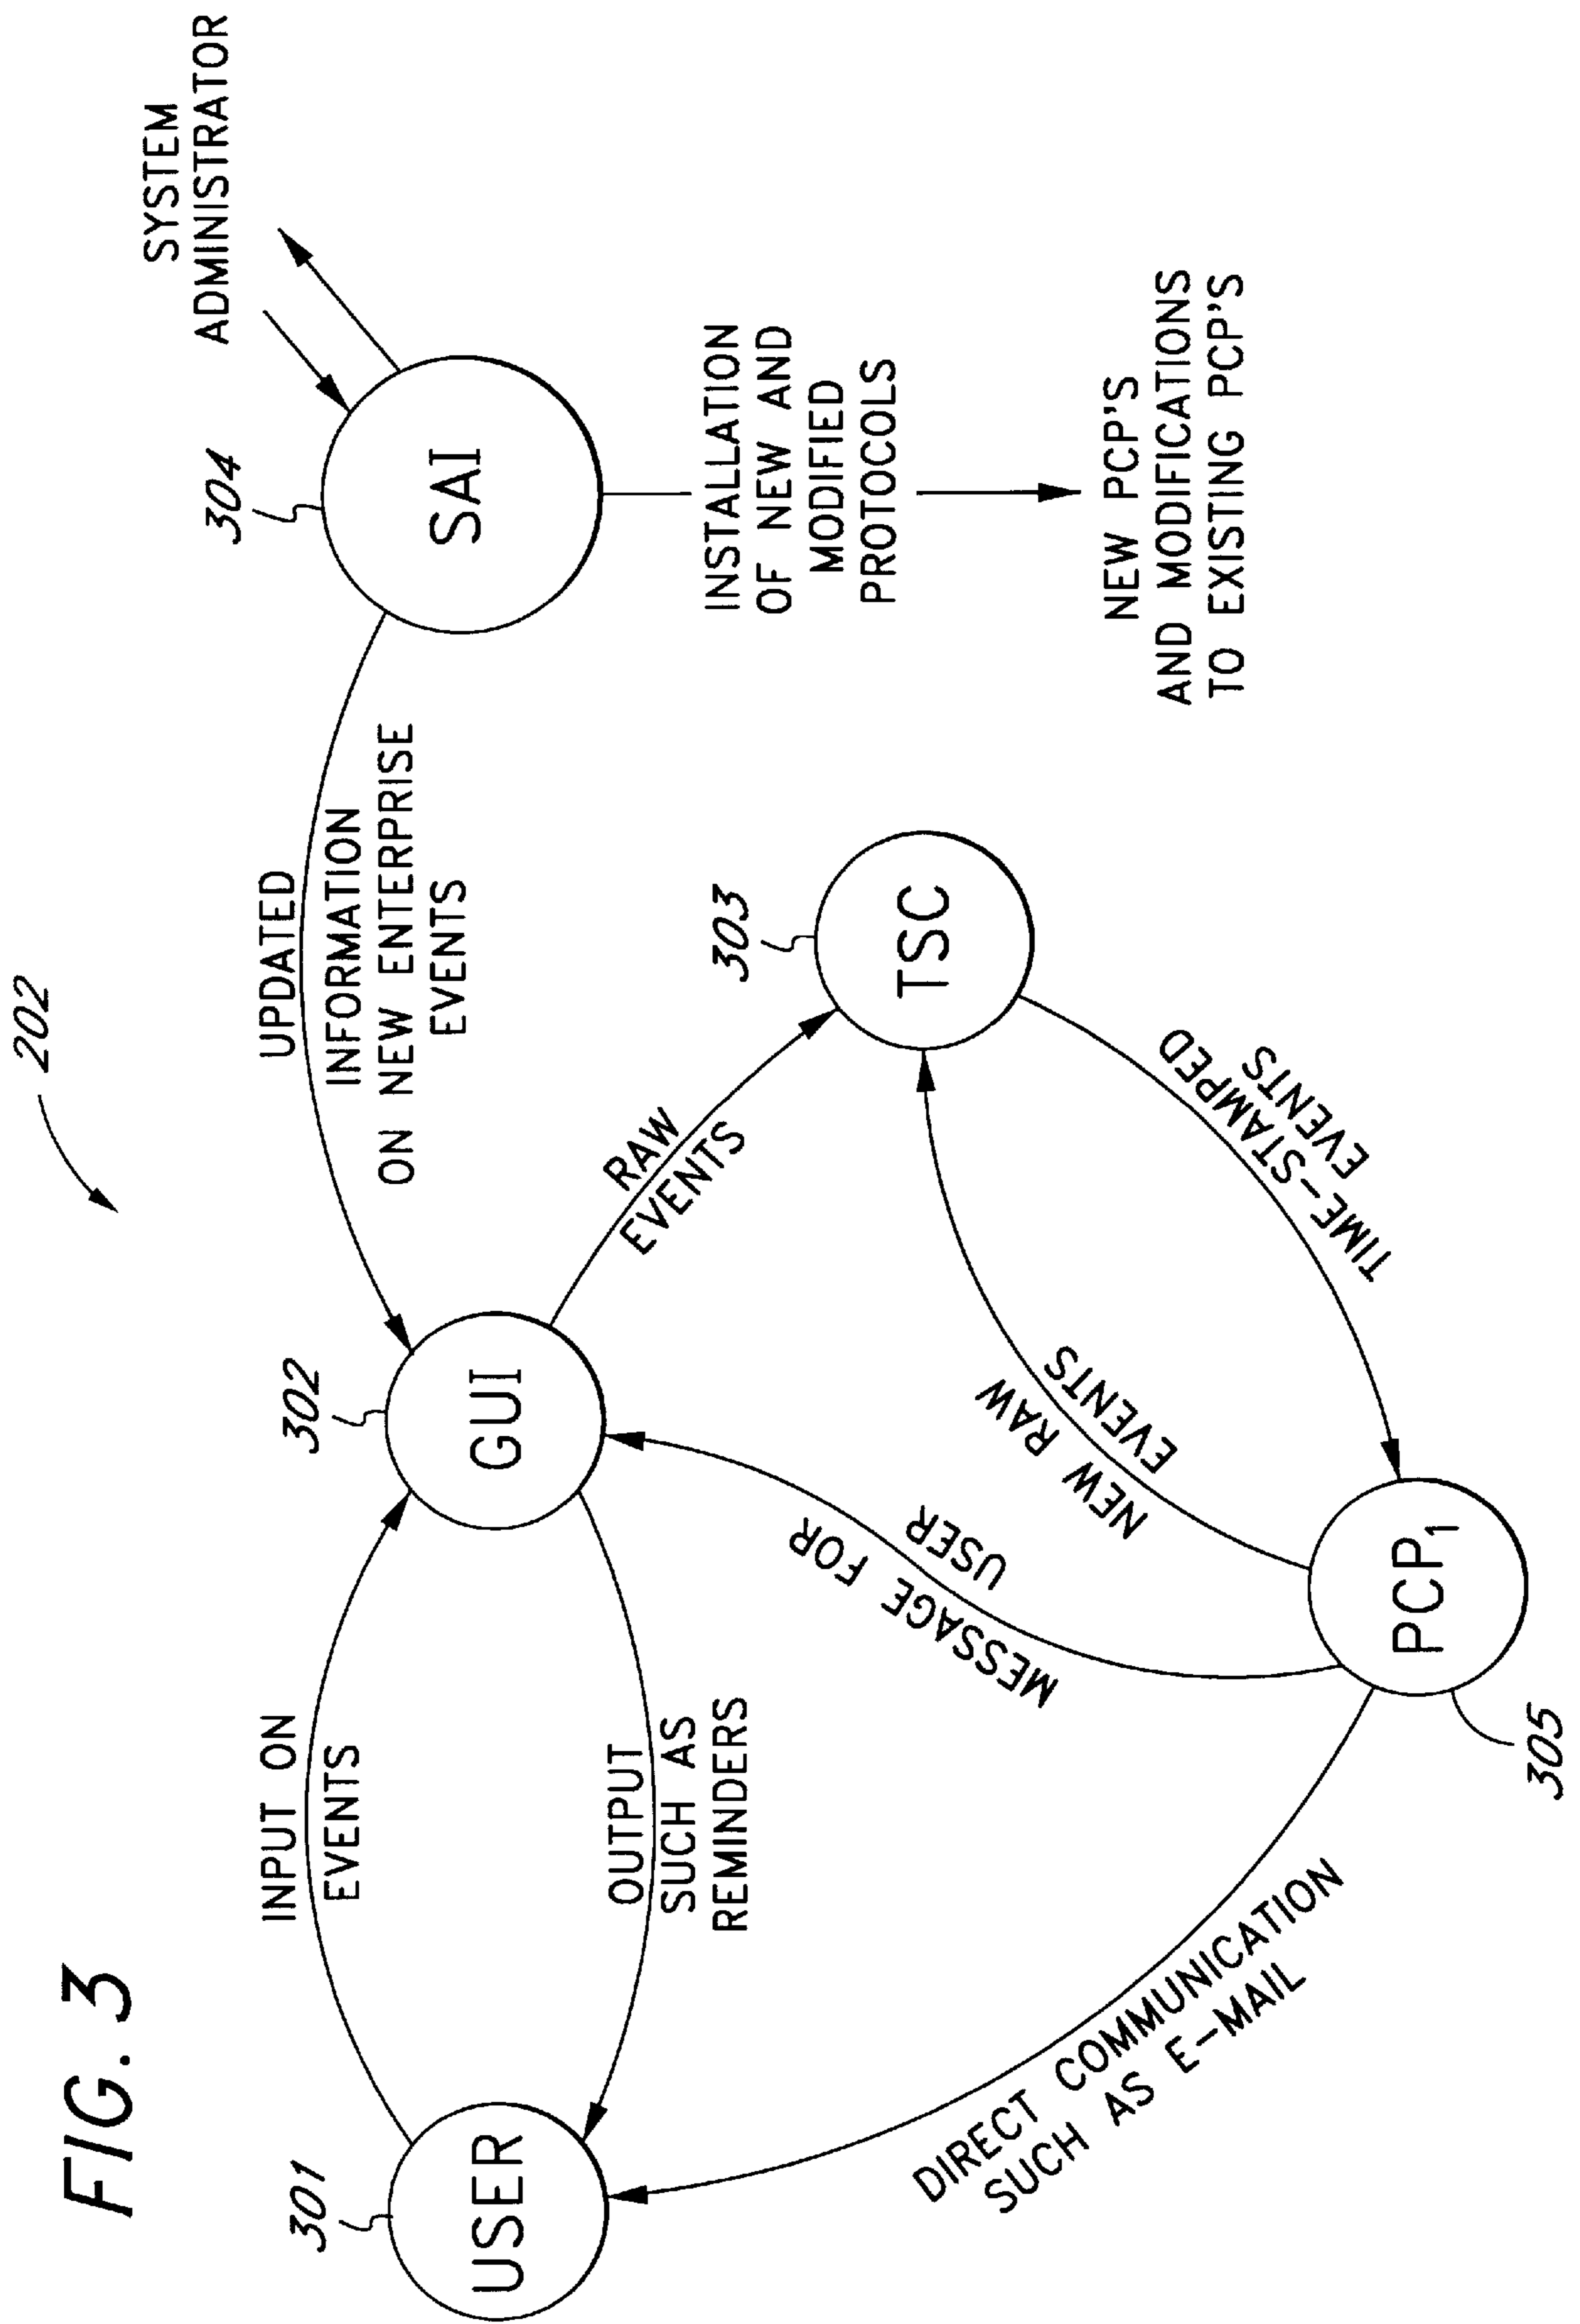 FIG. 3
202
301
USER
INPUT ON
EVENTS
OUTPUT
SUCH AS
REMINDERS
302
GUI
UPDATED
INFORMATION
ON NEW ENTERPRISE
EVENTS
304
SAI
SYSTEM
ADMINISTRATOR
INSTALLATION
OF NEW AND
MODIFIED
PROTOCOLS
NEW PCP'S
AND MODIFICATIONS
TO EXISTING PCP'S
RAW
EVENTS
303
TSC
MESSAGE FOR
USER
NEW RAW
EVENTS
TIME-STAMPED
EVENTS
DIRECT COMMUNICATION
SUCH AS E-MAIL
PCP₁
305